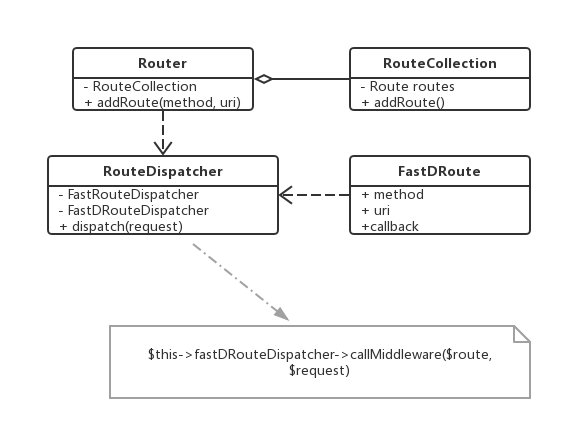 Router
- RouteCollection
+ addRoute(method, uri)
RouteCollection
- Route routes
+ addRoute()
RouteDispatcher
- FastRouteDispatcher
- FastDRouteDispatcher
+ dispatch(request)
FastDRoute
+ method
+ uri
+callback
$this->fastDRouteDispatcher->callMiddleware($route,
$request)